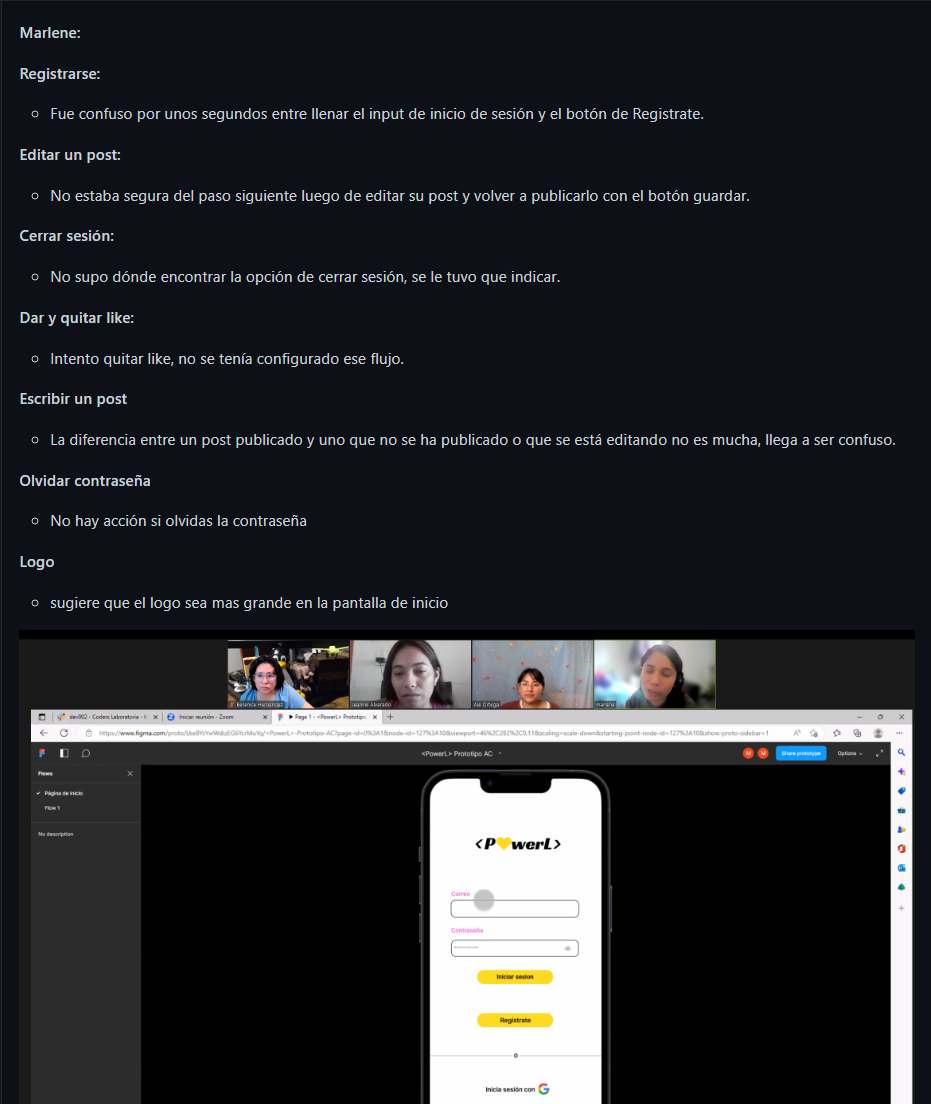 Marlene:
Registrarse:
Fue confuso por unos segundos entre llenar el input de inicio de sesión y el botón de Registrate.
Editar un post:
No estaba segura del paso siguiente luego de editar su post y volver a publicarlo con el botón guardar.
Cerrar sesión:
No supo dónde encontrar la opción de cerrar sesión, se le tuvo que indicar.
Dar y quitar like:
Intento quitar like, no se tenía configurado ese flujo.
Escribir un post
La diferencia entre un post publicado y uno que no se ha publicado o que se está editando no es mucha, llega a ser confuso.
Olvidar contraseña
No hay acción si olvidas la contraseña
Logo
sugiere que el logo sea mas grande en la pantalla de inicio
Berenice Hernández
Alvarado
Ortega
marlene
dev002 - Coders Laboratoria -
Iniciar reunión - Zoom
Page 1 - <PowerL> Prototipo
https://www.figma.com/proto/
<PowerL> Prototipo AC
M
M
Share prototype
Options
Flows
Página de inicio
Flow 1
No description
<P werL>
Correo
Contraseña
**********
Iniciar sesion
Registrate
O
Inicia sesión con G